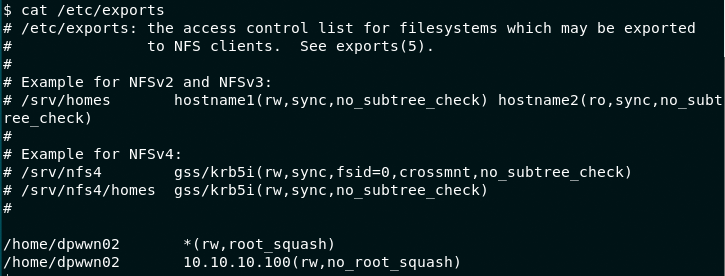 $ cat /etc/exports
# /etc/exports: the access control list for filesystems which may be exported
#               to NFS clients.  See exports(5).
#
# Example for NFSv2 and NFSv3:
# /srv/homes       hostname1(rw,sync,no_subtree_check) hostname2(ro,sync,no_subt
ree_check)
#
# Example for NFSv4:
# /srv/nfs4        gss/krb5i(rw,sync,fsid=0,crossmnt,no_subtree_check)
# /srv/nfs4/homes  gss/krb5i(rw,sync,no_subtree_check)
#
/home/dpwwn02       *(rw,root_squash)
/home/dpwwn02       10.10.10.100(rw,no_root_squash)